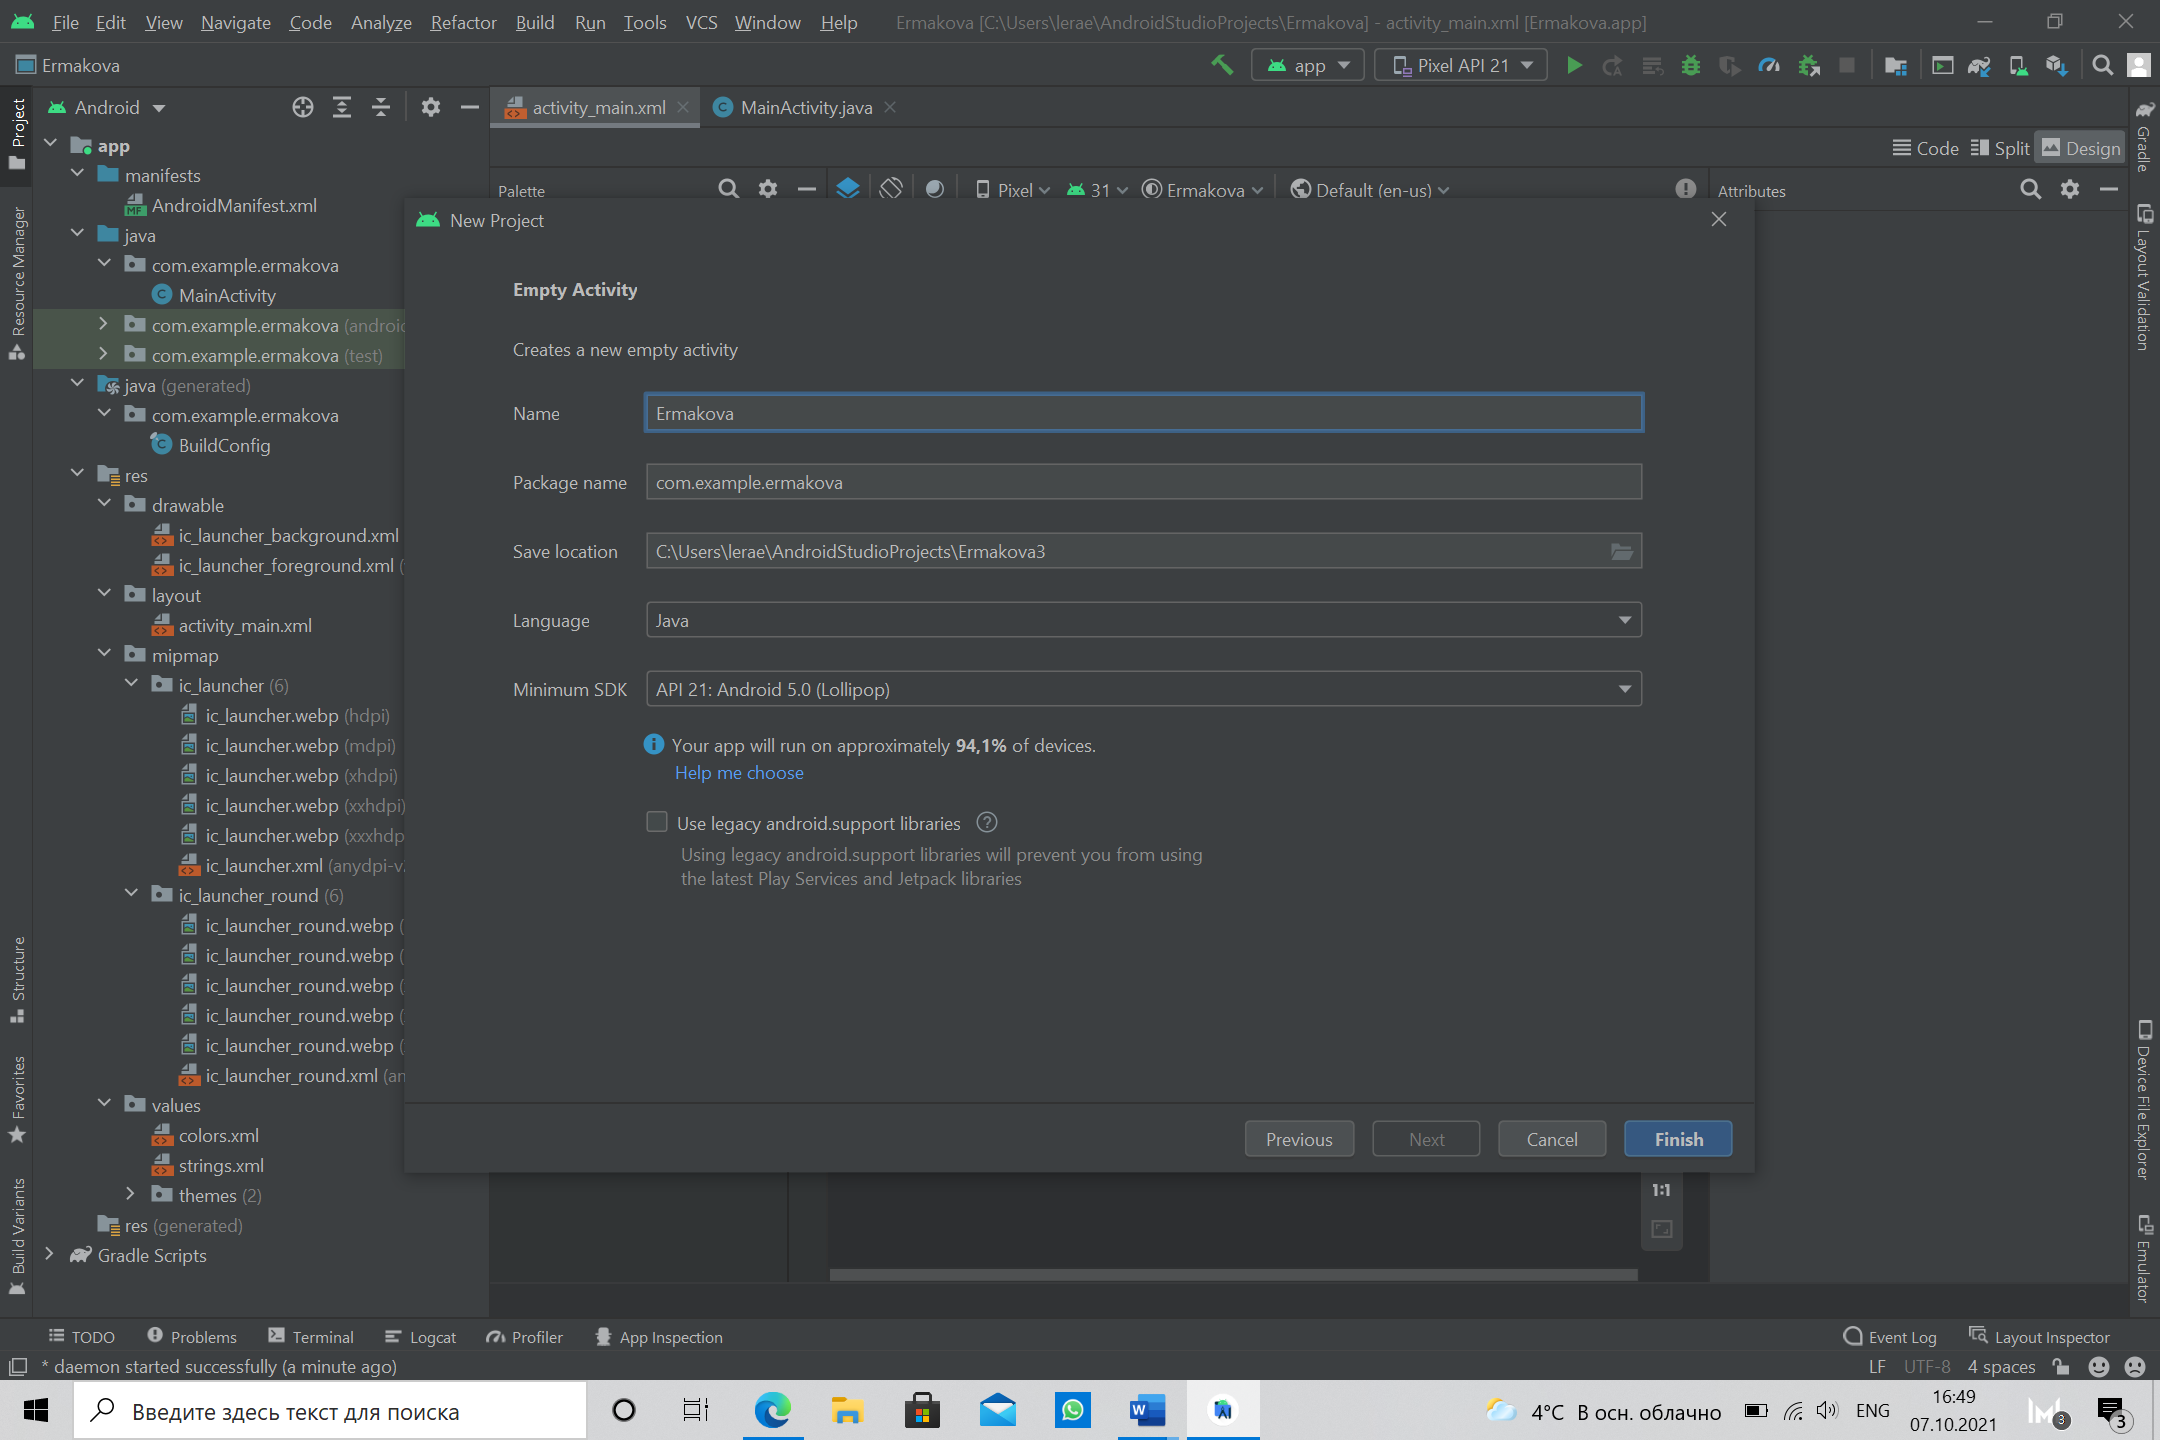 File Edit View Navigate Code Analyze Refactor Build Run Tools VCS Window Help Ermakova [C:\Users\lerae\AndroidStudioProjects\Ermakova] - activity_main.xml [Ermakova.app]
Ermakova app Pixel API 21
Android activity_main.xml MainActivity.java
Code Split Design
Palette Pixel 31 Ermakova Default (en-us) Attributes
Project
Resource Manager
Structure
Favorites
Build Variants
app
manifests
AndroidManifest.xml
java
com.example.ermakova
MainActivity
com.example.ermakova (android
com.example.ermakova (test)
java (generated)
com.example.ermakova
BuildConfig
res
drawable
ic_launcher_background.xml
ic_launcher_foreground.xml (
layout
activity_main.xml
mipmap
ic_launcher (6)
ic_launcher.webp (hdpi)
ic_launcher.webp (mdpi)
ic_launcher.webp (xhdpi)
ic_launcher.webp (xxhdpi)
ic_launcher.webp (xxxhdp
ic_launcher.xml (anydpi-v
ic_launcher_round (6)
ic_launcher_round.webp (
ic_launcher_round.webp (
ic_launcher_round.webp (
ic_launcher_round.webp (
ic_launcher_round.webp (
ic_launcher_round.xml (an
values
colors.xml
strings.xml
themes (2)
res (generated)
Gradle Scripts
New Project
Empty Activity
Creates a new empty activity
Name Ermakova
Package name com.example.ermakova
Save location C:\Users\lerae\AndroidStudioProjects\Ermakova3
Language Java
Minimum SDK API 21: Android 5.0 (Lollipop)
Your app will run on approximately 94,1% of devices.
Help me choose
Use legacy android.support libraries
Using legacy android.support libraries will prevent you from using
the latest Play Services and Jetpack libraries
Previous Next Cancel Finish
1:1
Gradle
Layout Validation
Device File Explorer
Emulator
TODO Problems Terminal Logcat Profiler App Inspection Event Log Layout Inspector
* daemon started successfully (a minute ago) LF UTF-8 4 spaces
Введите здесь текст для поиска 4°C В осн. облачно ENG 16:49
07.10.2021
3
3